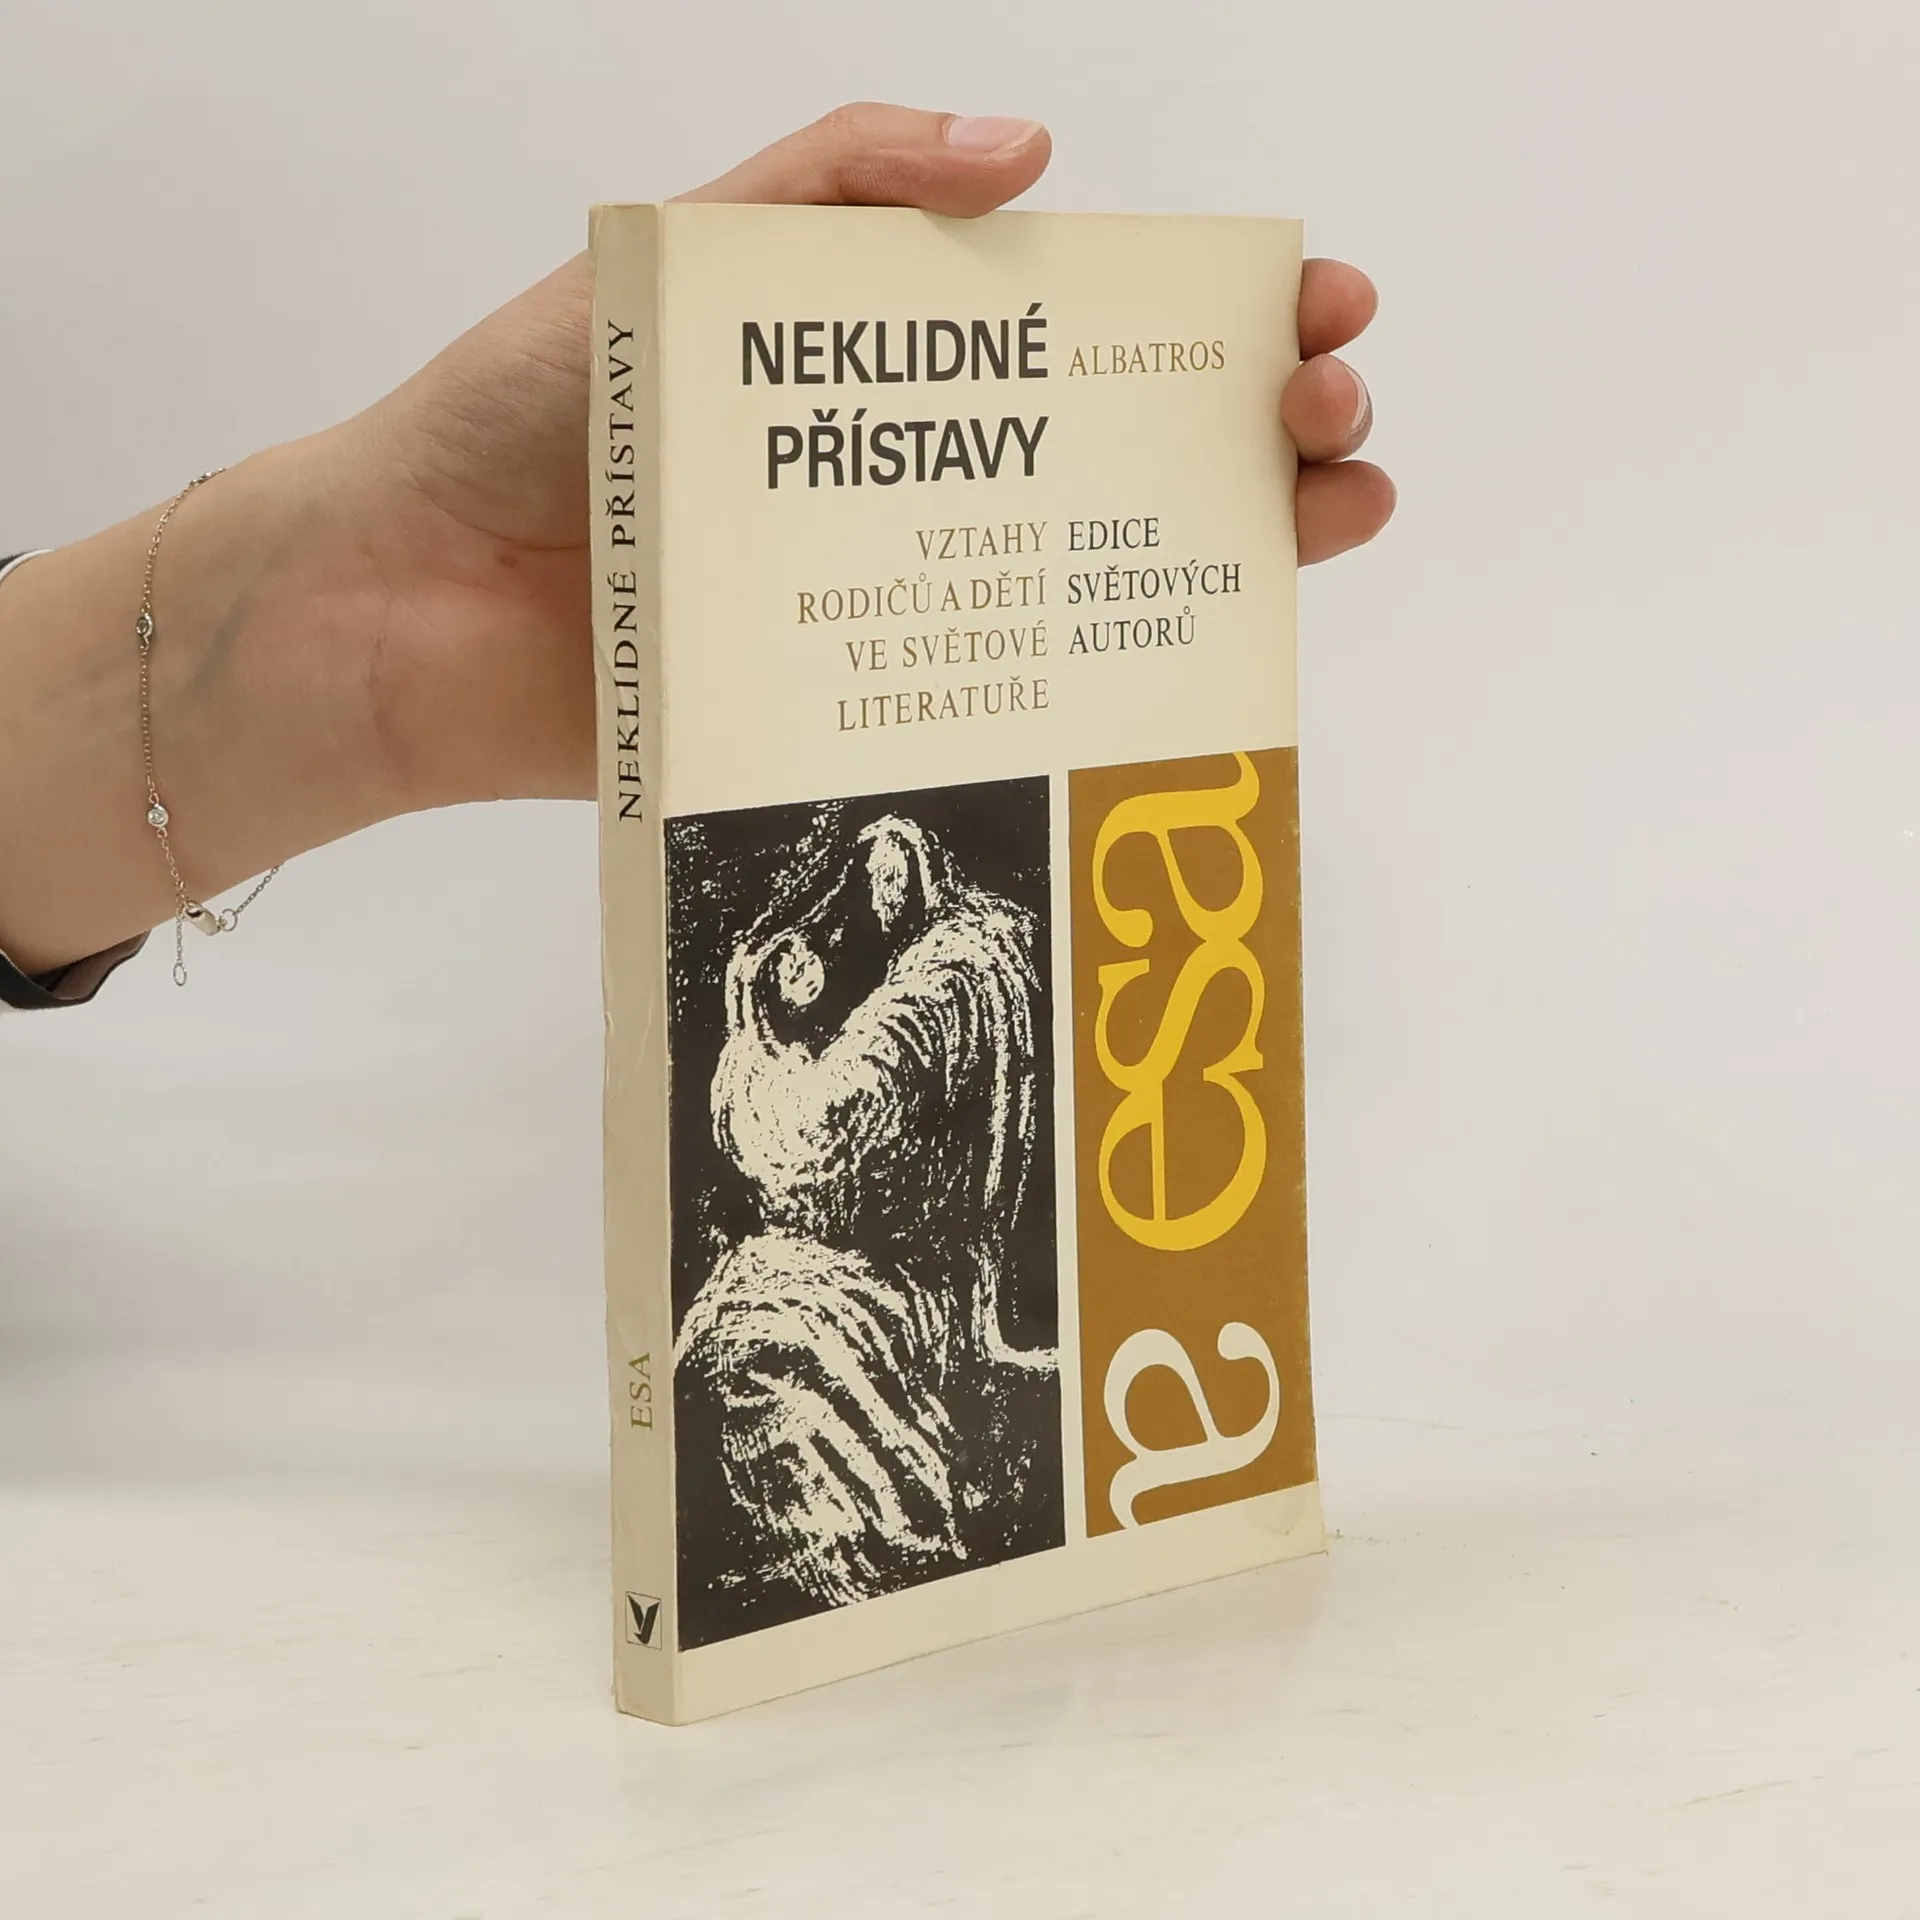 NEKLIDNÉ PŘÍSTAVY
ESA
NEKLIDNÉ
PŘÍSTAVY
ALBATROS
VZTAHY
RODIČŮ A DĚTÍ
VE SVĚTOVÉ
LITERATUŘE
EDICE
SVĚTOVÝCH
AUTORŮ
esa